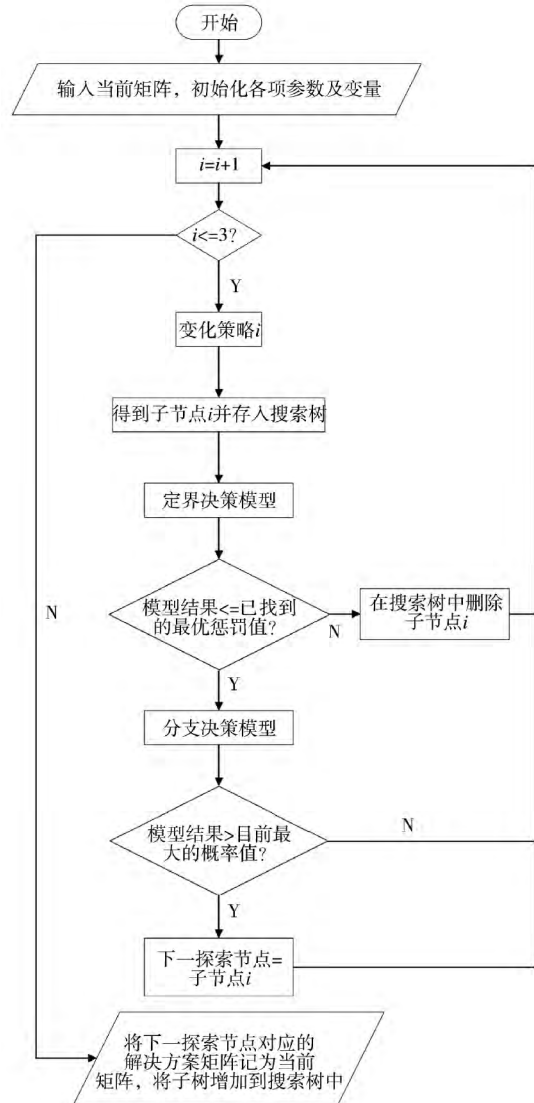 开始
输入当前矩阵，初始化各项参数及变量
i=i+1
i<=3?
Y
变化策略i
得到子节点i并存入搜索树
定界决策模型
N
模型结果<=已找到
的最优惩罚值?
N
在搜索树中删除
子节点i
Y
分支决策模型
模型结果>目前最
大的概率值?
N
Y
下一探索节点=
子节点i
将下一探索节点对应的
解决方案矩阵记为当前
矩阵，将子树增加到搜索树中